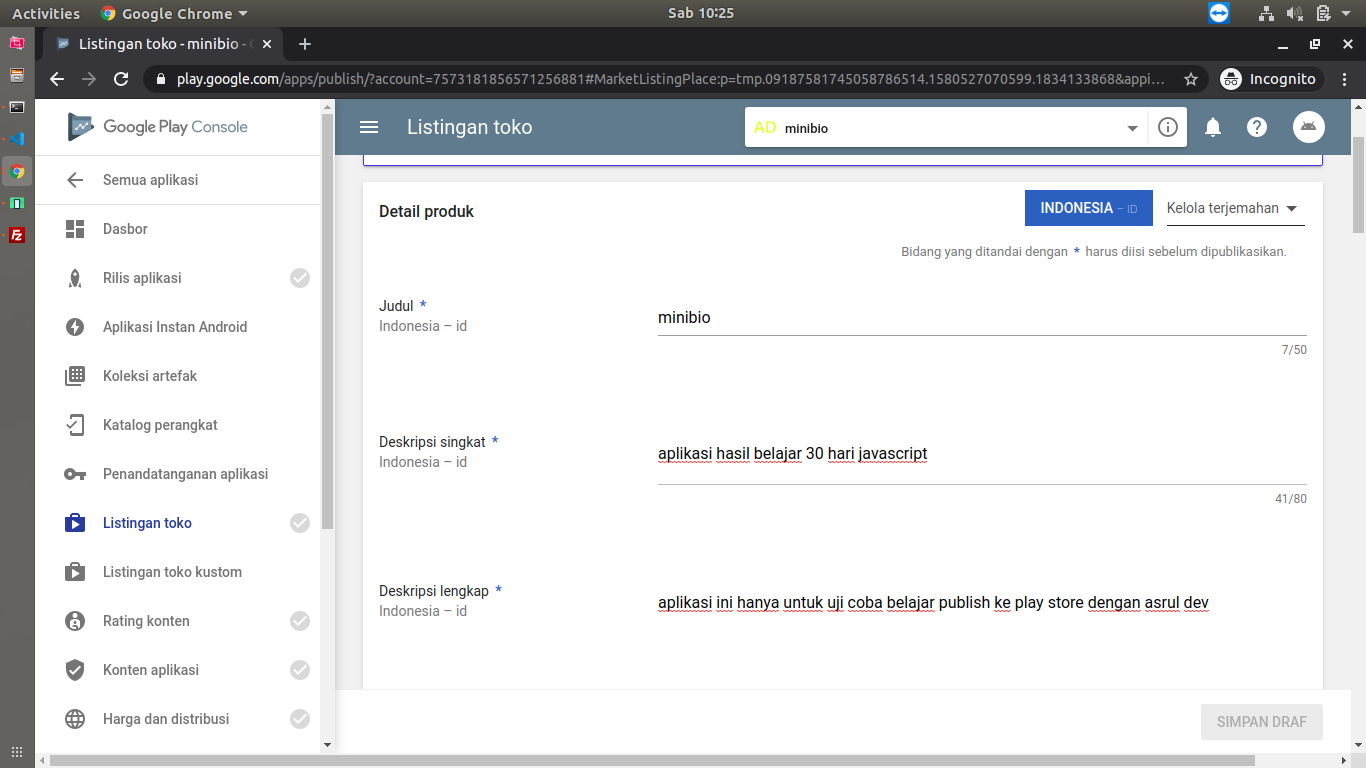 Activities
Google Chrome
Sab 10:25
Listingan toko - minibio -
play.google.com/apps/publish/?account=7573181856571256881#MarketListingPlace:p=tmp.09187581745058786514.1580527070599.1834133868&appi...
Incognito
Google Play Console
Listingan toko
AD minibio
Semua aplikasi
Dasbor
Rilis aplikasi
Aplikasi Instan Android
Koleksi artefak
Katalog perangkat
Penandatanganan aplikasi
Listingan toko
Listingan toko kustom
Rating konten
Konten aplikasi
Harga dan distribusi
Detail produk
INDONESIA – ID
Kelola terjemahan
Bidang yang ditandai dengan * harus diisi sebelum dipublikasikan.
Judul *
Indonesia – id
minibio
7/50
Deskripsi singkat *
Indonesia – id
aplikasi hasil belajar 30 hari javascript
41/80
Deskripsi lengkap *
Indonesia – id
aplikasi ini hanya untuk uji coba belajar publish ke play store dengan asrul dev
SIMPAN DRAF